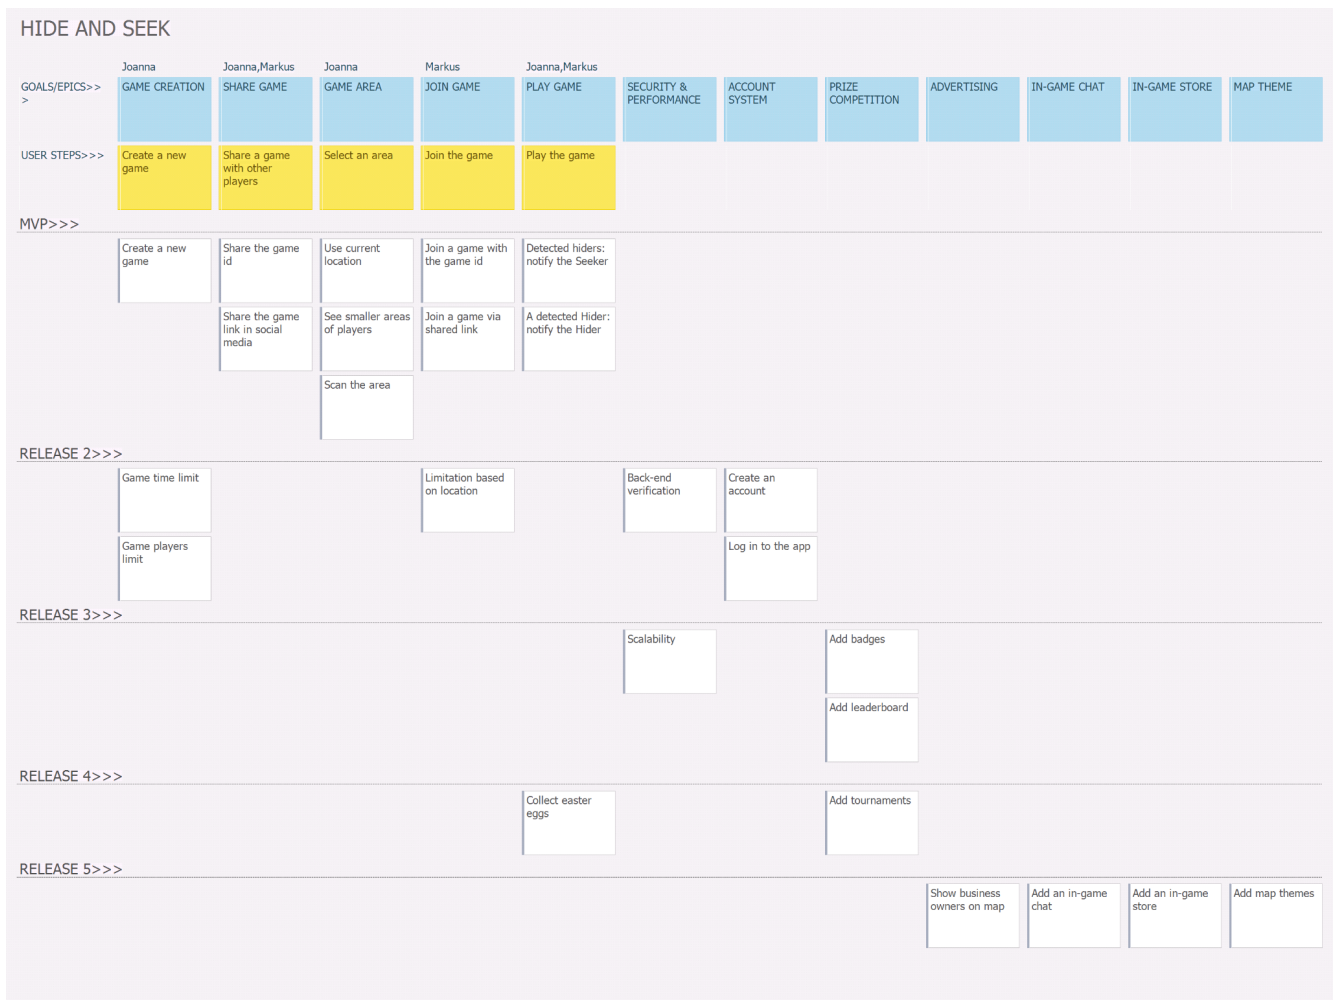 HIDE AND SEEK
Joanna
Joanna,Markus
Joanna
Markus
Joanna,Markus
GOALS/EPICS>>
>
GAME CREATION
SHARE GAME
GAME AREA
JOIN GAME
PLAY GAME
SECURITY &
PERFORMANCE
ACCOUNT
SYSTEM
PRIZE
COMPETITION
ADVERTISING
IN-GAME CHAT
IN-GAME STORE
MAP THEME
USER STEPS>>>
Create a new
game
Share a game
with other
players
Select an area
Join the game
Play the game
MVP>>>
Create a new
game
Share the game
id
Use current
location
Join a game with
the game id
Detected hiders:
notify the Seeker
Share the game
link in social
media
See smaller areas
of players
Join a game via
shared link
A detected Hider:
notify the Hider
Scan the area
RELEASE 2>>>
Game time limit
Limitation based
on location
Back-end
verification
Create an
account
Game players
limit
Log in to the app
RELEASE 3>>>
Scalability
Add badges
Add leaderboard
RELEASE 4>>>
Collect easter
eggs
Add tournaments
RELEASE 5>>>
Show business
owners on map
Add an in-game
chat
Add an in-game
store
Add map themes